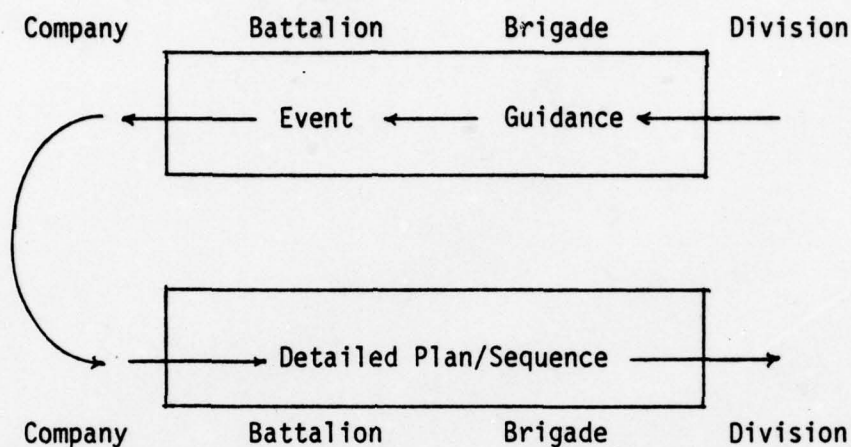 Company Battalion Brigade Division
Event Guidance
Detailed Plan/Sequence
Company Battalion Brigade Division